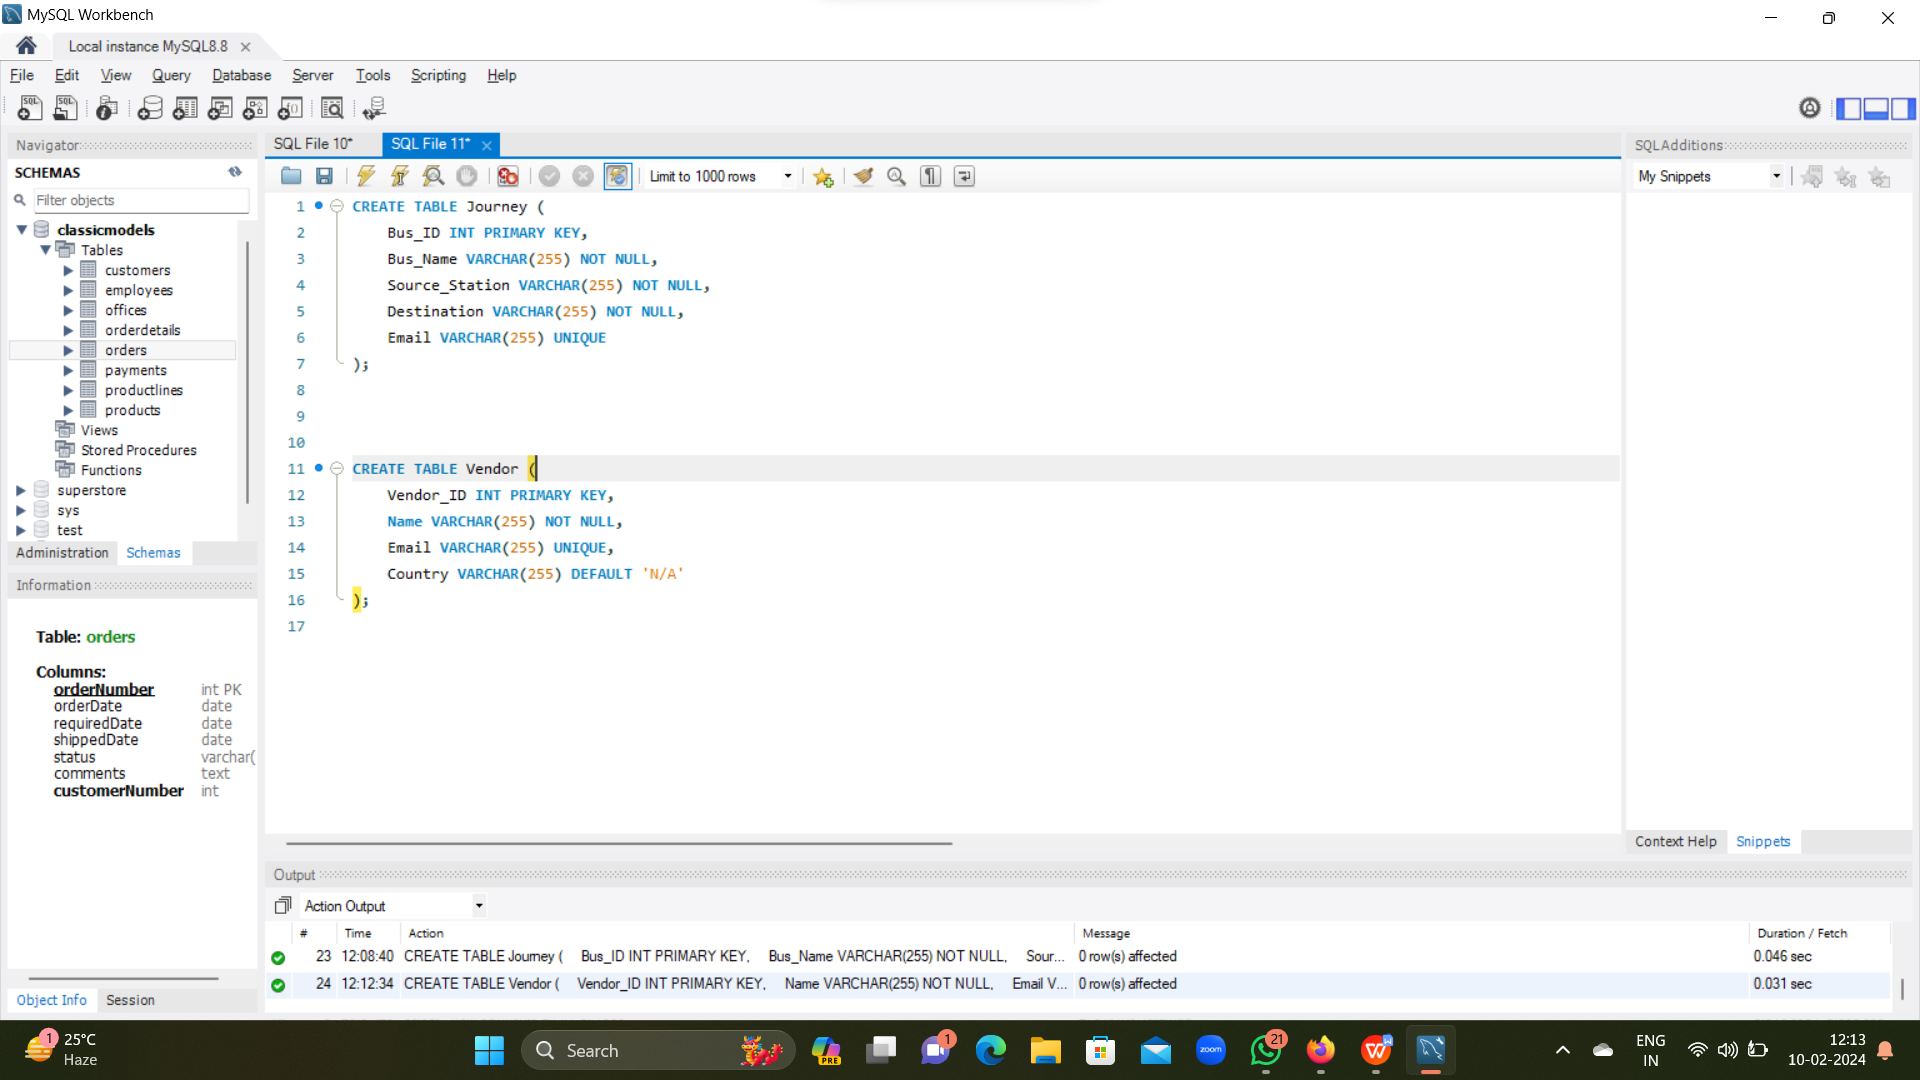 MySQL Workbench
Local instance MySQL8.8
File Edit View Query Database Server Tools Scripting Help
Navigator
SCHEMAS
Filter objects
classicmodels
Tables
customers
employees
offices
orderdetails
orders
payments
productlines
products
Views
Stored Procedures
Functions
superstore
sys
test
Administration Schemas
Information
Table: orders
Columns:
orderNumber int PK
orderDate date
requiredDate date
shippedDate date
status varchar(
comments text
customerNumber int
Object Info Session
SQL File 10* SQL File 11*
Limit to 1000 rows
1 CREATE TABLE Journey (
2 Bus_ID INT PRIMARY KEY,
3 Bus_Name VARCHAR(255) NOT NULL,
4 Source_Station VARCHAR(255) NOT NULL,
5 Destination VARCHAR(255) NOT NULL,
6 Email VARCHAR(255) UNIQUE
7 );
8
9
10
11 CREATE TABLE Vendor (
12 Vendor_ID INT PRIMARY KEY,
13 Name VARCHAR(255) NOT NULL,
14 Email VARCHAR(255) UNIQUE,
15 Country VARCHAR(255) DEFAULT 'N/A'
16 );
17
SQLAdditions
My Snippets
Context Help Snippets
Output
Action Output
# Time Action Message Duration / Fetch
23 12:08:40 CREATE TABLE Journey ( Bus_ID INT PRIMARY KEY, Bus_Name VARCHAR(255) NOT NULL, Sour... 0 row(s) affected 0.046 sec
24 12:12:34 CREATE TABLE Vendor ( Vendor_ID INT PRIMARY KEY, Name VARCHAR(255) NOT NULL, Email V... 0 row(s) affected 0.031 sec
1 25°C
Haze
Search
PRE
1
zoom
21
W
ENG
IN
12:13
10-02-2024